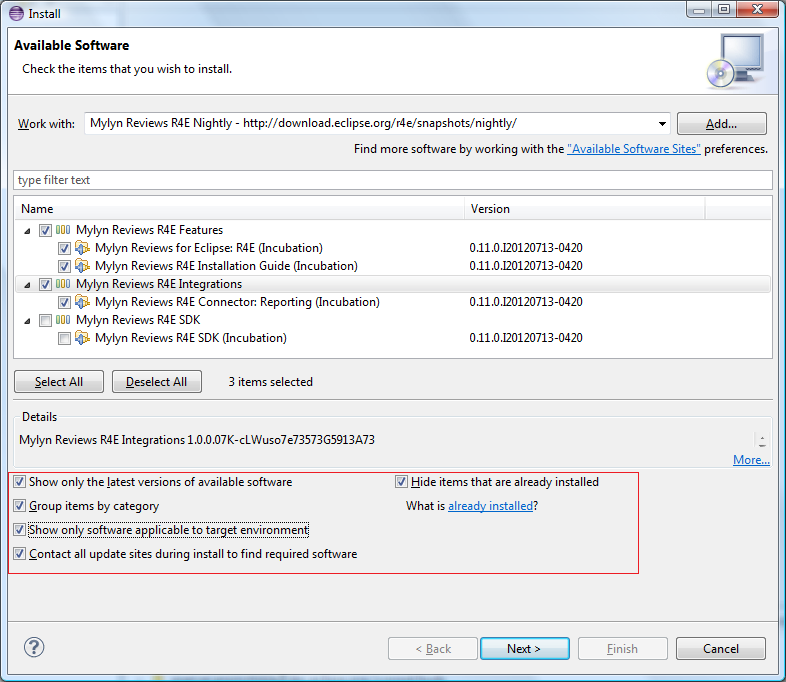 Install
Available Software
Check the items that you wish to install.
Work with: Mylyn Reviews R4E Nightly - http://download.eclipse.org/r4e/snapshots/nightly/ Add...
Find more software by working with the "Available Software Sites" preferences.
type filter text
Name Version
Mylyn Reviews R4E Features
Mylyn Reviews for Eclipse: R4E (Incubation) 0.11.0.I20120713-0420
Mylyn Reviews R4E Installation Guide (Incubation) 0.11.0.I20120713-0420
Mylyn Reviews R4E Integrations
Mylyn Reviews R4E Connector: Reporting (Incubation) 0.11.0.I20120713-0420
Mylyn Reviews R4E SDK
Mylyn Reviews R4E SDK (Incubation) 0.11.0.I20120713-0420
Select All Deselect All 3 items selected
Details
Mylyn Reviews R4E Integrations 1.0.0.07K-cLWuso7e73573G5913A73
More...
Show only the latest versions of available software Hide items that are already installed
Group items by category What is already installed?
Show only software applicable to target environment
Contact all update sites during install to find required software
? < Back Next > Finish Cancel